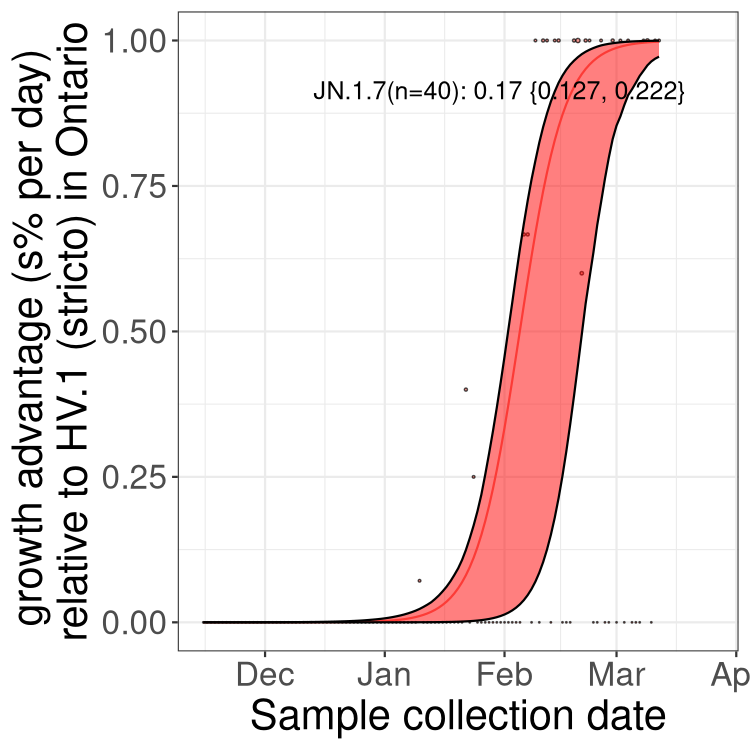 growth advantage (s% per day)
relative to HV.1 (stricto) in Ontario
1.00
0.75
0.50
0.25
0.00
JN.1.7(n=40): 0.17 {0.127, 0.222}
Dec Jan Feb Mar Ap
Sample collection date